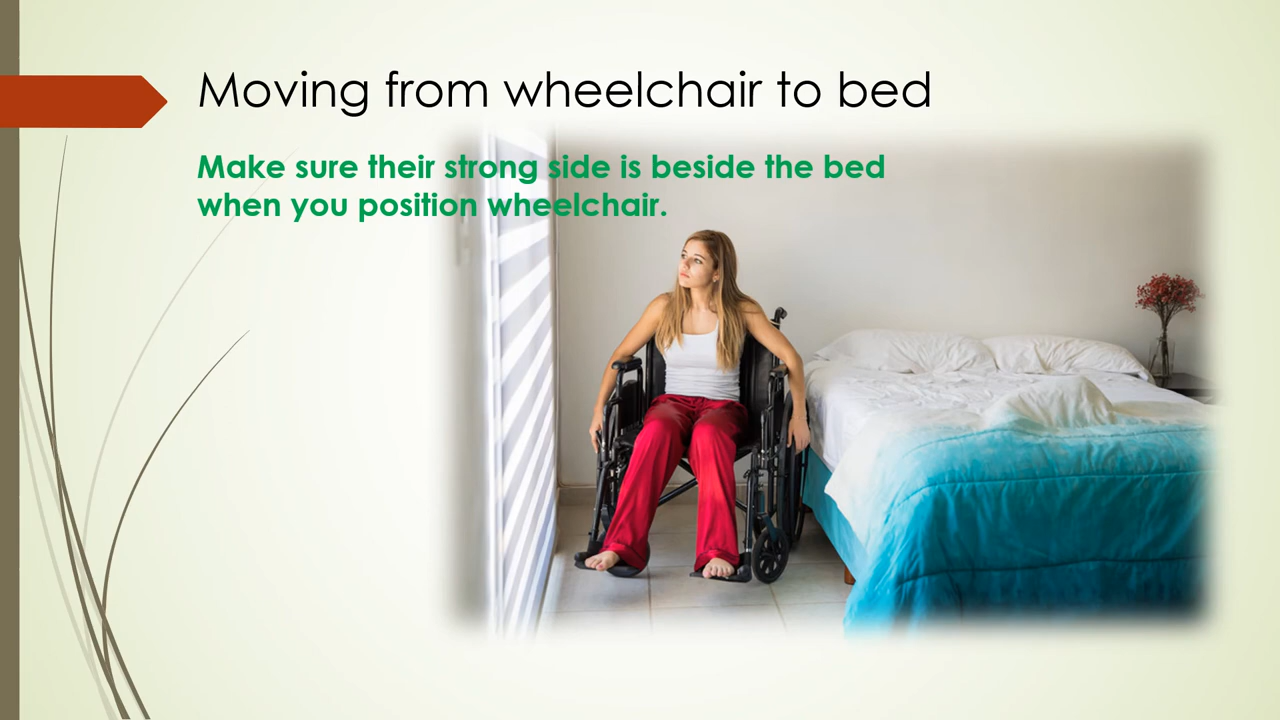 Moving from wheelchair to bed
Make sure their strong side is beside the bed
when you position wheelchair.